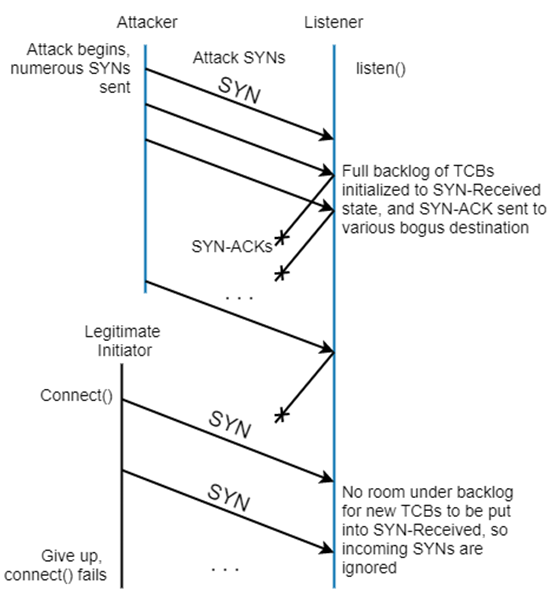 Attacker
Listener
Attack begins,
numerous SYNs
sent
Attack SYNs
SYN
listen()
Full backlog of TCBs
initialized to SYN-Received
state, and SYN-ACK sent to
various bogus destination
SYN-ACKs
. . .
Legitimate
Initiator
Connect()
SYN
SYN
No room under backlog
for new TCBs to be put
into SYN-Received, so
incoming SYNs are
ignored
Give up,
connect() fails
. . .